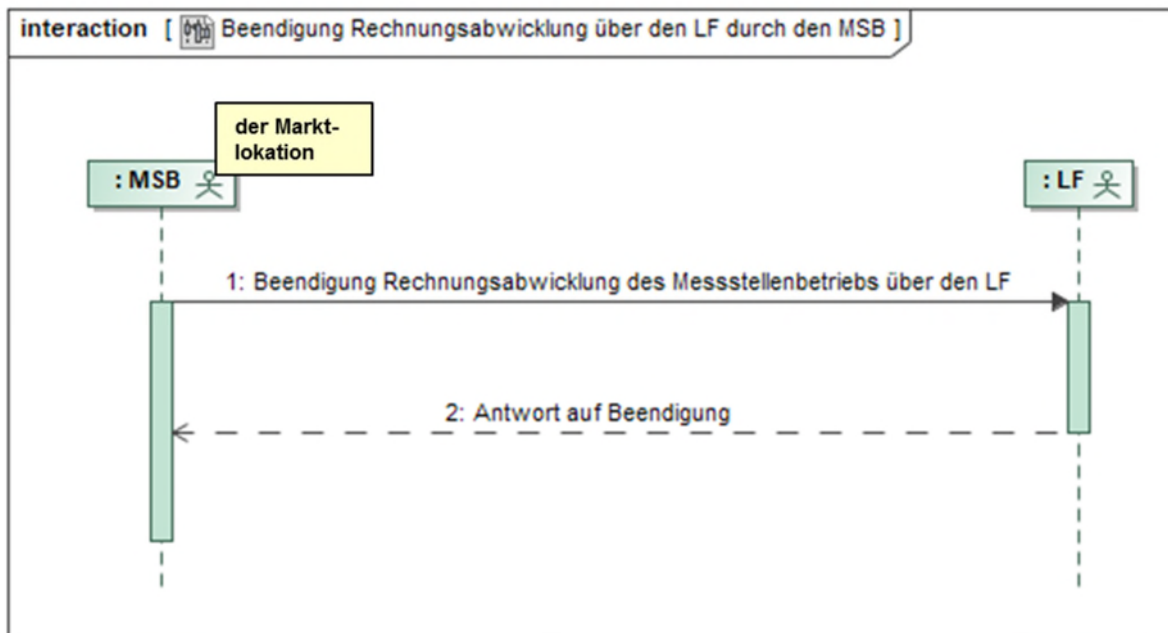 interaction [ Beendigung Rechnungsabwicklung über den LF durch den MSB ]
der Markt-
lokation
: MSB
: LF
1: Beendigung Rechnungsabwicklung des Messstellenbetriebs über den LF
2: Antwort auf Beendigung